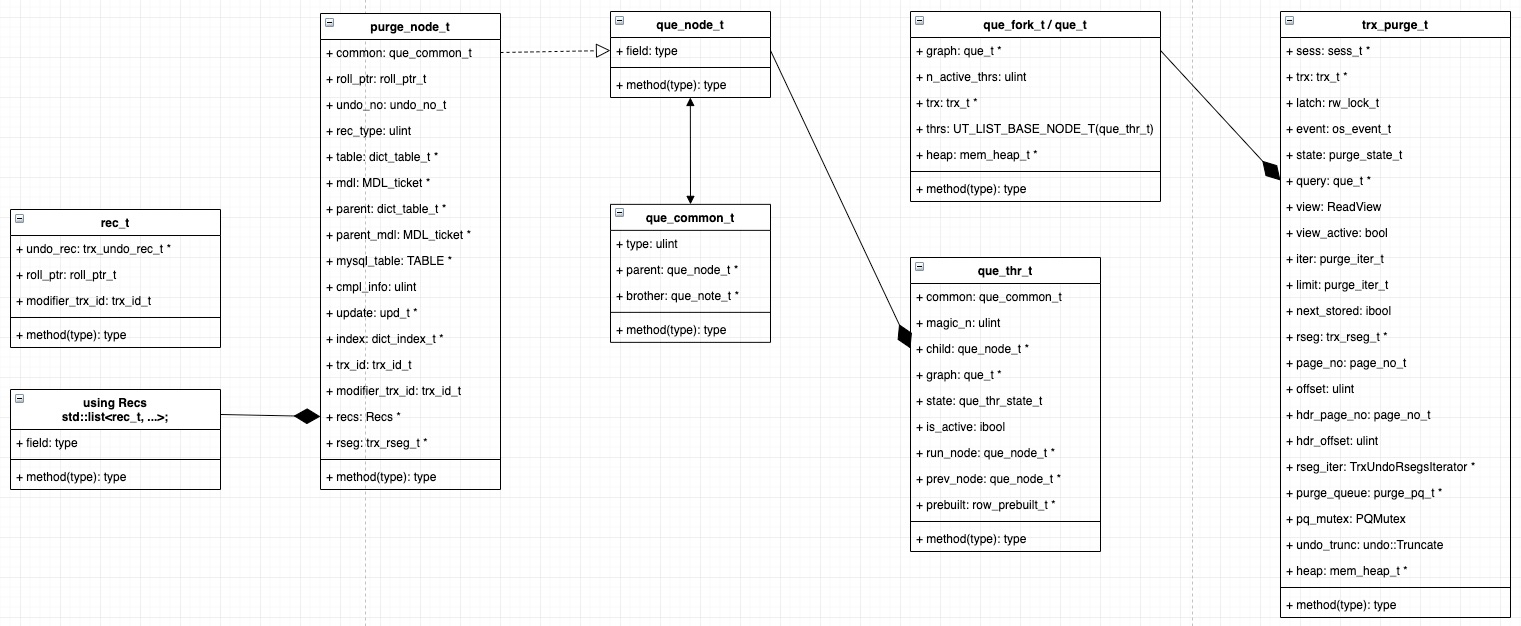 rec_t
+ undo_rec: trx_undo_rec_t *
+ roll_ptr: roll_ptr_t
+ modifier_trx_id: trx_id_t
+ method(type): type
using Recs
std::list<rec_t, ...>;
+ field: type
+ method(type): type
purge_node_t
+ common: que_common_t
+ roll_ptr: roll_ptr_t
+ undo_no: undo_no_t
+ rec_type: ulint
+ table: dict_table_t *
+ mdl: MDL_ticket *
+ parent: dict_table_t *
+ parent_mdl: MDL_ticket *
+ mysql_table: TABLE *
+ cmpl_info: ulint
+ update: upd_t *
+ index: dict_index_t *
+ trx_id: trx_id_t
+ modifier_trx_id: trx_id_t
+ recs: Recs *
+ rseg: trx_rseg_t *
+ method(type): type
que_node_t
+ field: type
+ method(type): type
que_common_t
+ type: ulint
+ parent: que_node_t *
+ brother: que_note_t *
+ method(type): type
que_fork_t / que_t
+ graph: que_t *
+ n_active_thrs: ulint
+ trx: trx_t *
+ thrs: UT_LIST_BASE_NODE_T(que_thr_t)
+ heap: mem_heap_t *
+ method(type): type
que_thr_t
+ common: que_common_t
+ magic_n: ulint
+ child: que_node_t *
+ graph: que_t *
+ state: que_thr_state_t
+ is_active: ibool
+ run_node: que_node_t *
+ prev_node: que_node_t *
+ prebuilt: row_prebuilt_t *
+ method(type): type
trx_purge_t
+ sess: sess_t *
+ trx: trx_t *
+ latch: rw_lock_t
+ event: os_event_t
+ state: purge_state_t
+ query: que_t *
+ view: ReadView
+ view_active: bool
+ iter: purge_iter_t
+ limit: purge_iter_t
+ next_stored: ibool
+ rseg: trx_rseg_t *
+ page_no: page_no_t
+ offset: ulint
+ hdr_page_no: page_no_t
+ hdr_offset: ulint
+ rseg_iter: TrxUndoRsegsIterator *
+ purge_queue: purge_pq_t *
+ pq_mutex: PQMutex
+ undo_trunc: undo::Truncate
+ heap: mem_heap_t *
+ method(type): type